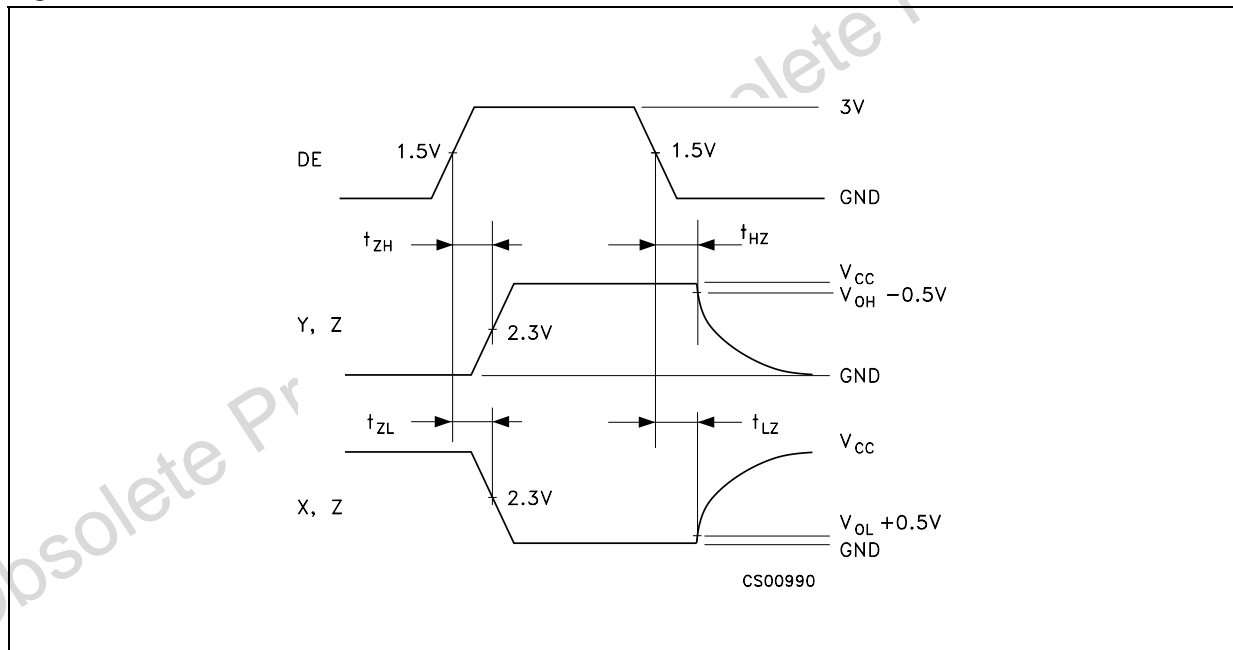 3V
DE
1.5V
1.5V
GND
tZH
tHZ
VCC
VOH −0.5V
Y, Z
2.3V
GND
tZL
tLZ
VCC
X, Z
2.3V
VOL +0.5V
GND
CS00990
Obsolete Pr
solete P